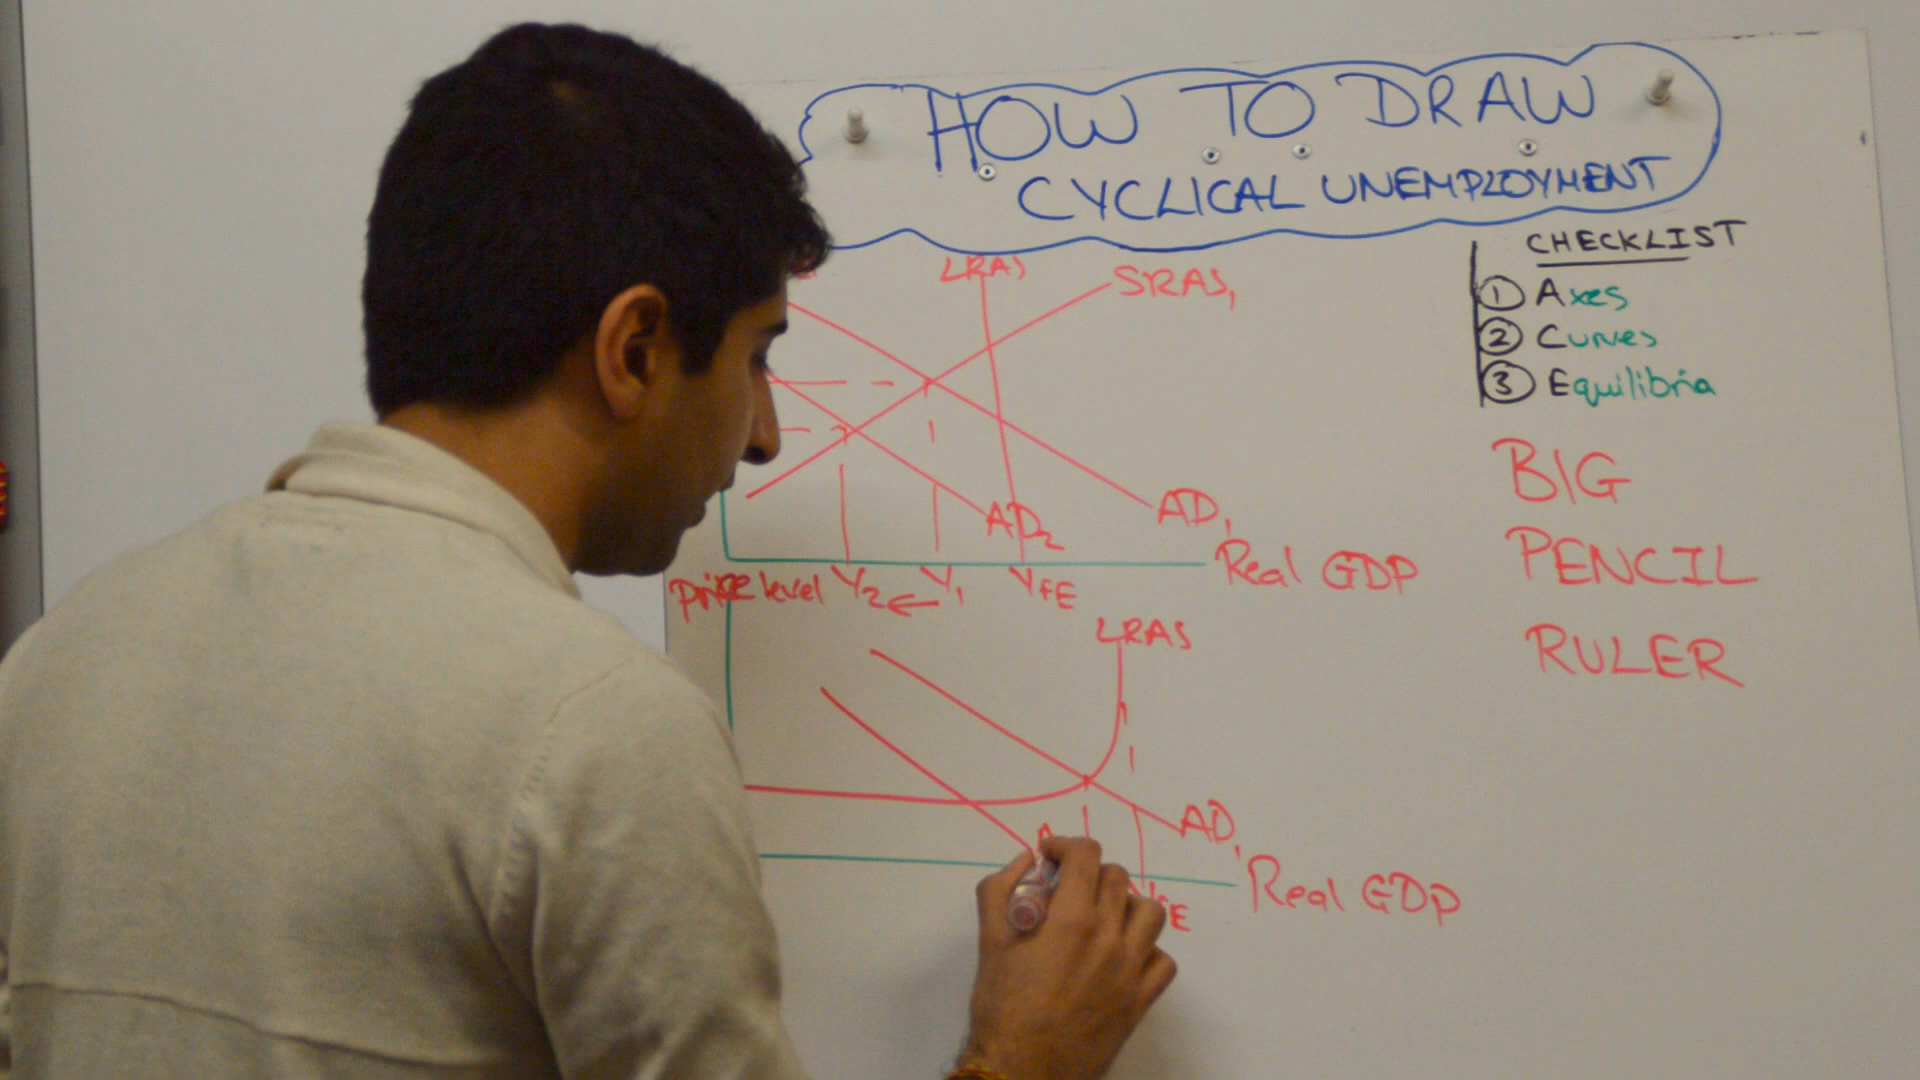 HOW TO DRAW
CYCLICAL UNEMPLOYMENT
CHECKLIST
1 Axes
2 Curves
3 Equilibria
BIG
PENCIL
RULER
LRAS
SRAS1
AD1
AD2
Real GDP
Price level
Y2 ← Y1
YFE
LRAS
AD1
A
Real GDP
YFE